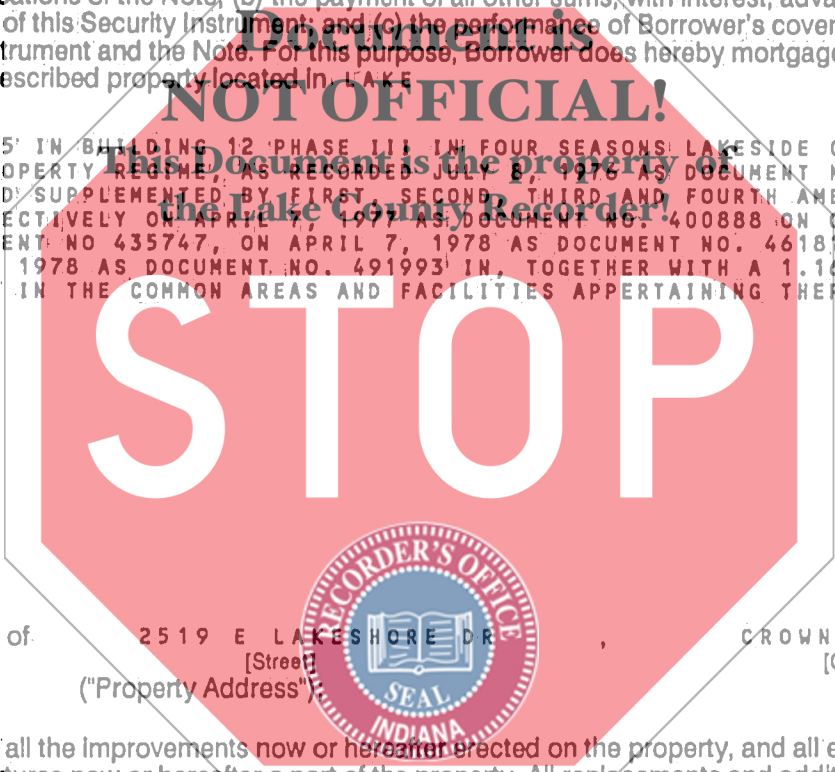 of this Security Instrument; and (c) the performance of Borrower's
Document is
trument and the Note. For this purpose, Borrower does hereby mortgage
escribed property located in LAKE
NOT OFFICIAL!
5' IN BUILDING 12 PHASE III IN FOUR SEASONS LAKESIDE
This Document is the property of
OPERTY REGIME, AS RECORDED JULY 8, 1976 AS DOCUMENT
D SUPPLEMENTED BY FIRST, SECOND, THIRD AND FOURTH
the Lake County Recorder!
ECTIVELY ON APRIL 7, 1977 AS DOCUMENT NO. 400888 ON
ENT NO 435747, ON APRIL 7, 1978 AS DOCUMENT NO. 4618
1978 AS DOCUMENT NO. 491993 IN, TOGETHER WITH A 1.1
IN THE COMMON AREAS AND FACILITIES APPERTAINING
STOP
RECORDER'S OFFICE
of 2519 E LAKESHORE DR , CROWN
[Street]
("Property Address");
SEAL
INDIANA
all the improvements now or hereafter erected on the property, and all